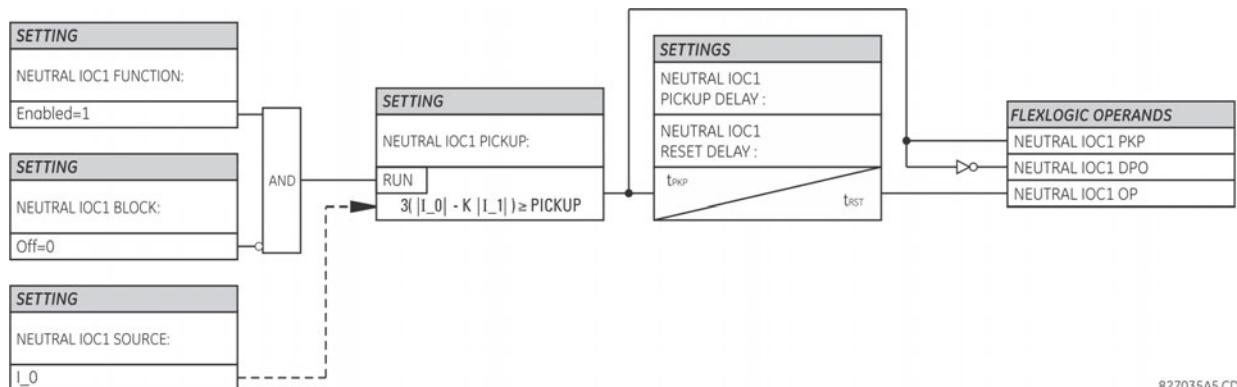 SETTING
NEUTRAL IOC1 FUNCTION:
Enabled=1
SETTING
NEUTRAL IOC1 BLOCK:
Off=0
SETTING
NEUTRAL IOC1 SOURCE:
I_0
AND
SETTING
NEUTRAL IOC1 PICKUP:
RUN
3( |I_0| - K |I_1| ) ≥ PICKUP
SETTINGS
NEUTRAL IOC1
PICKUP DELAY :
NEUTRAL IOC1
RESET DELAY :
tPKP
tRST
FLEXLOGIC OPERANDS
NEUTRAL IOC1 PKP
NEUTRAL IOC1 DPO
NEUTRAL IOC1 OP